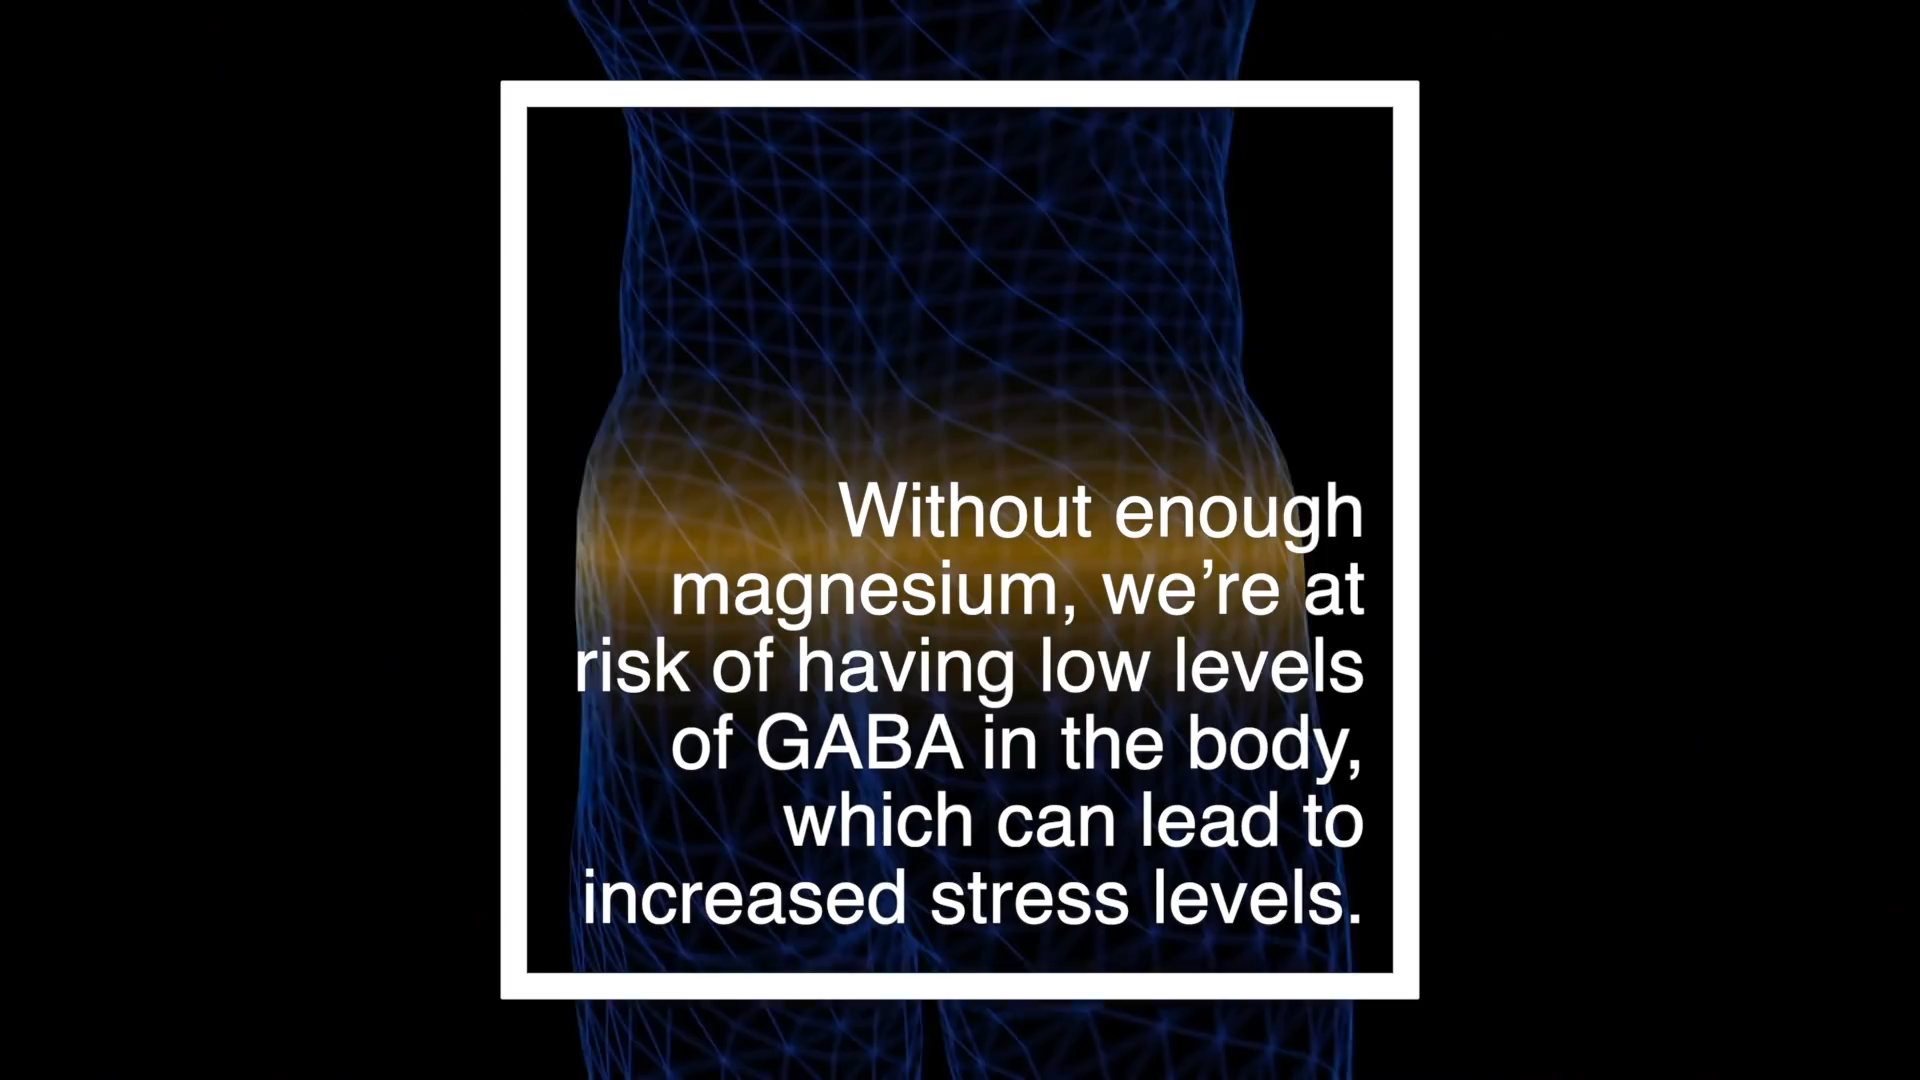 Without enough
magnesium, we’re at
risk of having low levels
of GABA in the body,
which can lead to
increased stress levels.